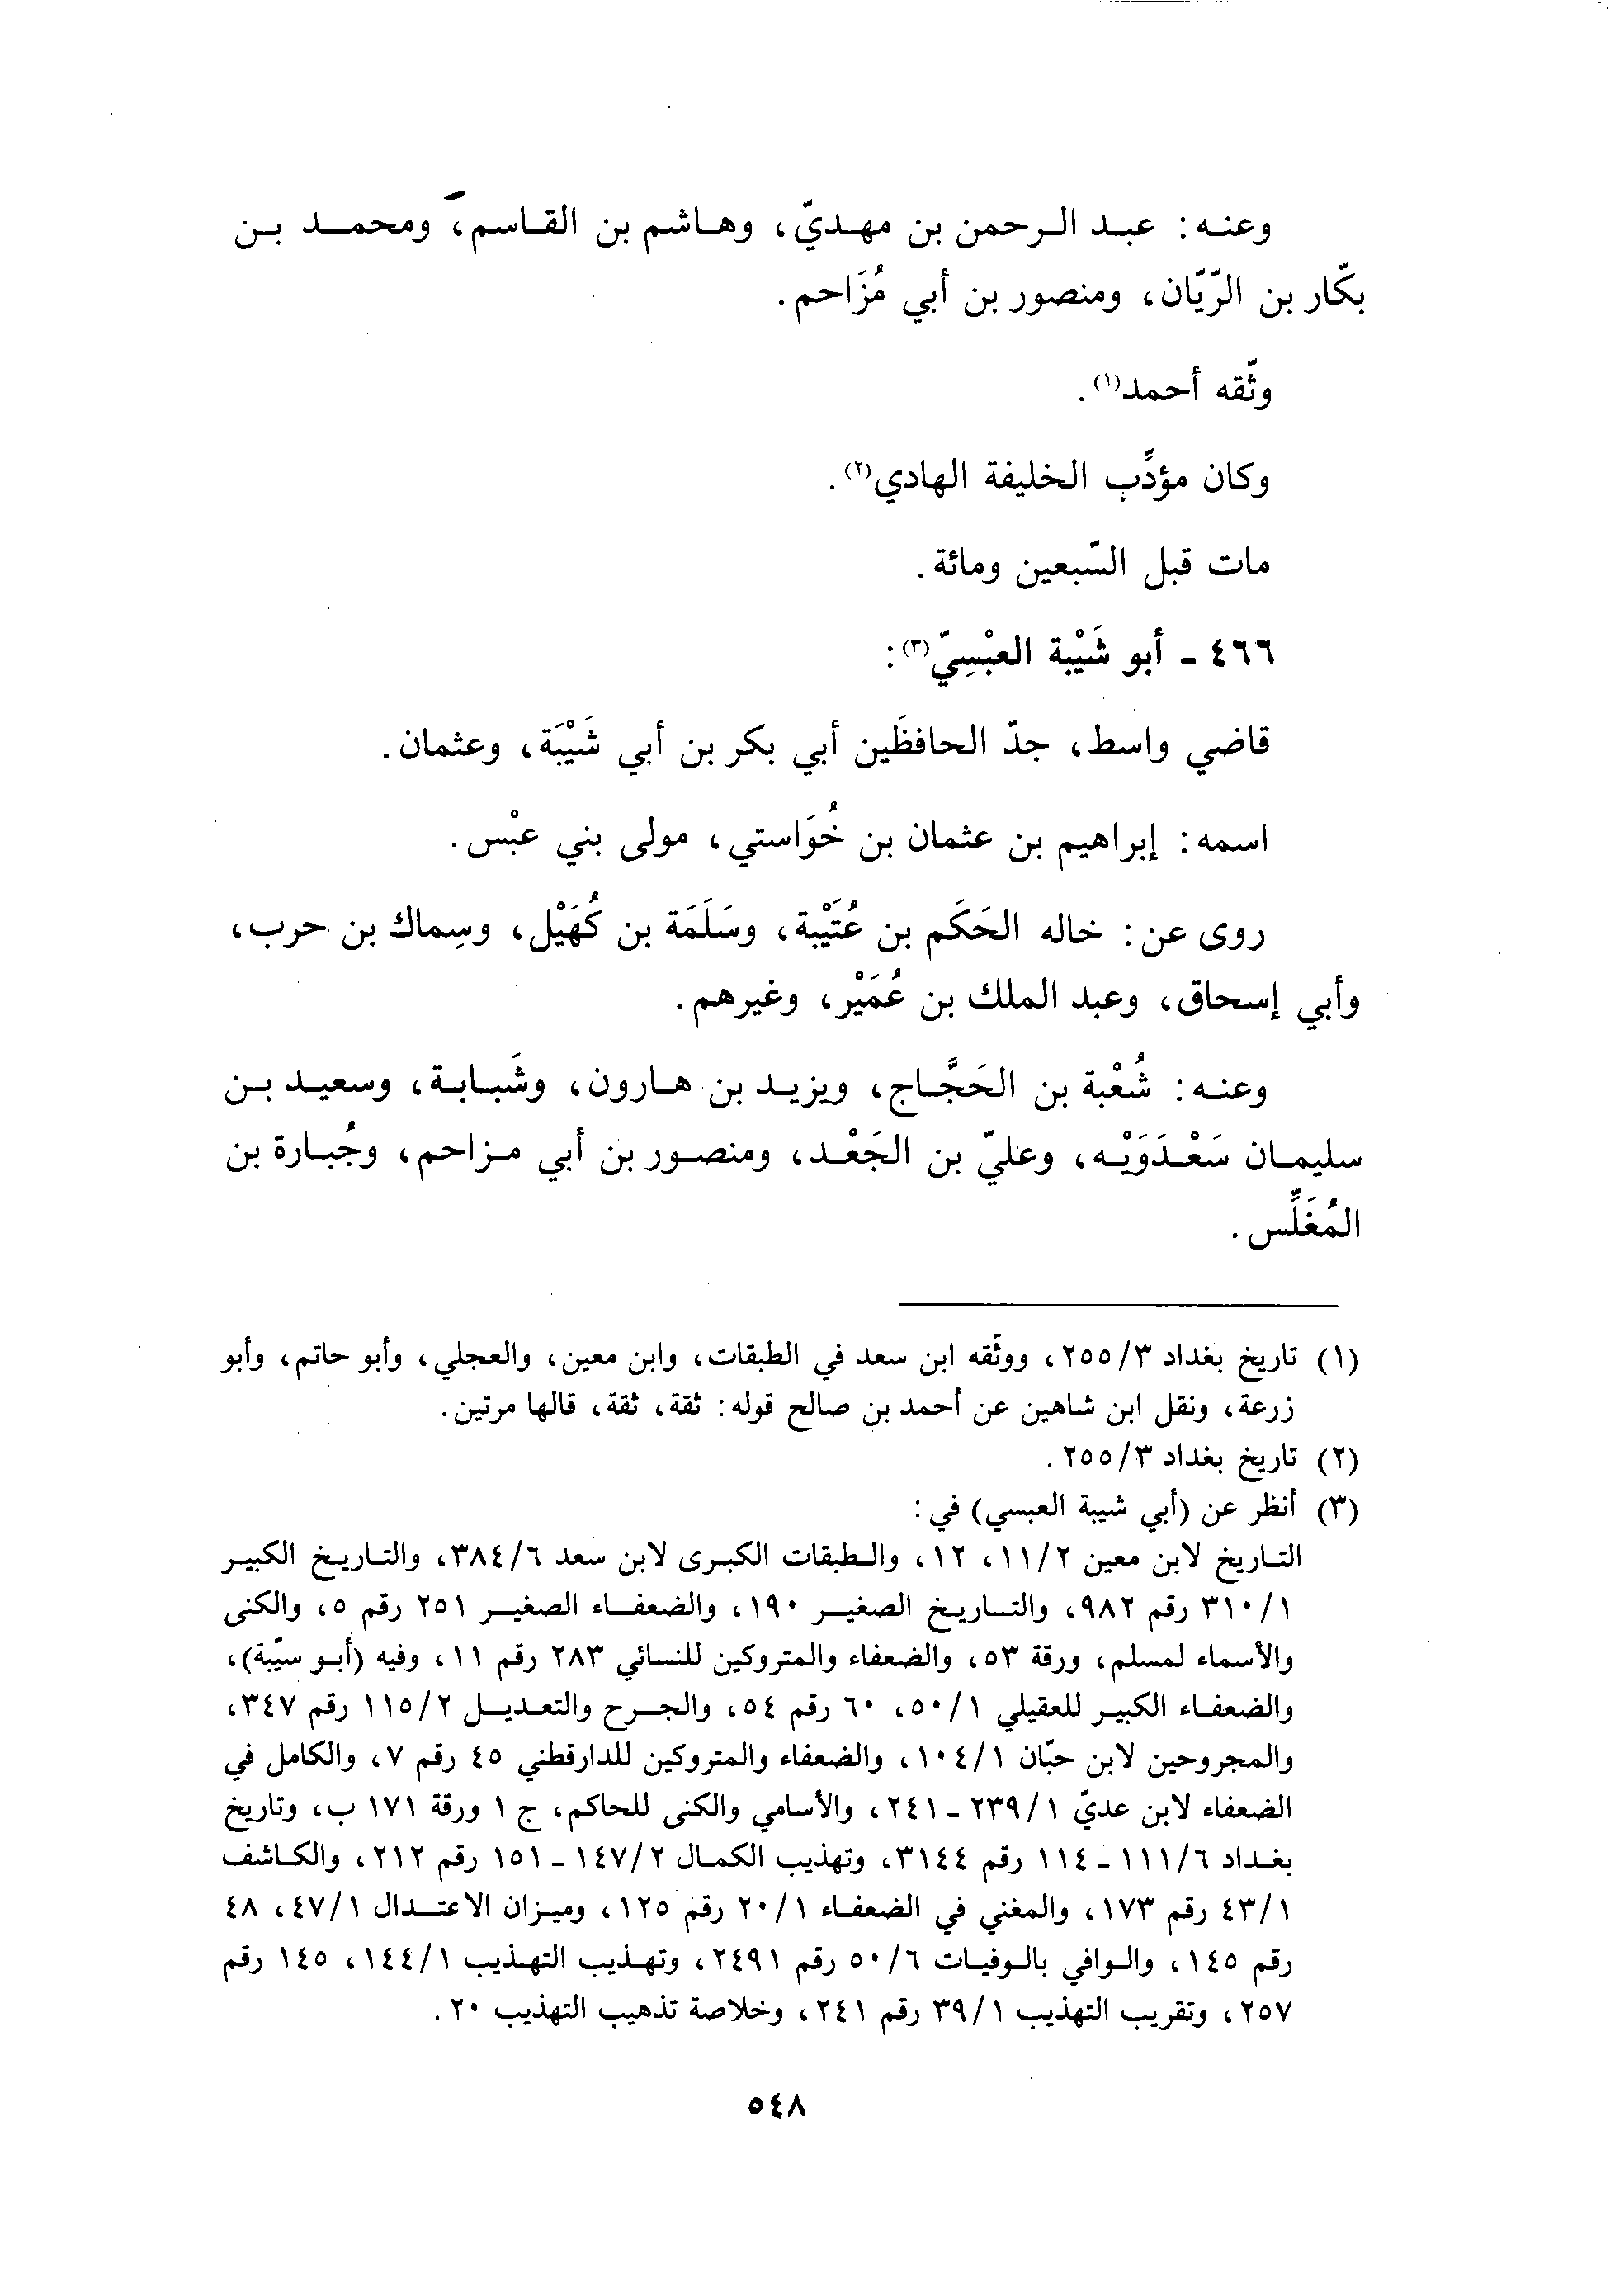 وعنه: عبد الرحمن بن مهديّ، وهاشم بن القاسم، ومحمد بن
بكّار بن الرّيّان، ومنصور بن أبي مُزَاحم.
وثّقه أحمد(١).
وكان مؤدِّب الخليفة الهادي(٢).
مات قبل السّبعين ومائة.
٤٦٦ - أبو شَيْبة العبْسِيّ(٣):
قاضي واسط، جدّ الحافظَين أبي بكر بن أبي شَيْبَة، وعثمان.
اسمه: إبراهيم بن عثمان بن خُوَاستي، مولى بني عبْس.
روى عن: خاله الحَكَم بن عُتَيْبة، وسَلَمَة بن كُهَيْل، وسِماك بن حرب،
وأبي إسحاق، وعبد الملك بن عُمَيْر، وغيرهم.
وعنه: شُعْبة بن الحَجَّاج، ويزيد بن هارون، وشَبابة، وسعيد بن
سليمان سَعْدَوَيْه، وعليّ بن الجَعْد، ومنصور بن أبي مزاحم، وجُبارة بن
المُغَلِّس.
(١) تاريخ بغداد ٢٥٥/٣، ووثّقه ابن سعد في الطبقات، وابن معين، والعجلي، وأبو حاتم، وأبو
زرعة، ونقل ابن شاهين عن أحمد بن صالح قوله: ثقة، ثقة، قالها مرتين.
(٢) تاريخ بغداد ٢٥٥/٣.
(٣) أنظر عن (أبي شيبة العبسي) في:
التاريخ لابن معين ١١/٢، ١٢، والطبقات الكبرى لابن سعد ٣٨٤/٦، والتاريخ الكبير
٣١٠/١ رقم ٩٨٢، والتاريخ الصغير ١٩٠، والضعفاء الصغير ٢٥١ رقم ٥، والكنى
والأسماء لمسلم، ورقة ٥٣، والضعفاء والمتروكين للنسائي ٢٨٣ رقم ١١، وفيه (أبو سيّبة)،
والضعفاء الكبير للعقيلي ٥٠/١، ٦٠ رقم ٥٤، والجرح والتعديل ١١٥/٢ رقم ٣٤٧،
والمجروحين لابن حبّان ١٠٤/١، والضعفاء والمتروكين للدارقطني ٤٥ رقم ٧، والكامل في
الضعفاء لابن عديّ ٢٣٩/١ - ٢٤١، والأسامي والكنى للحاكم، ج ١ ورقة ١٧١ ب، وتاريخ
بغداد ١١١/٦ - ١١٤ رقم ٣١٤٤، وتهذيب الكمال ١٤٧/٢ - ١٥١ رقم ٢١٢، والكاشف
٤٣/١ رقم ١٧٣، والمغني في الضعفاء ٢٠/١ رقم ١٢٥، وميزان الاعتدال ٤٧/١، ٤٨
رقم ١٤٥، والوافي بالوفيات ٥٠/٦ رقم ٢٤٩١، وتهذيب التهذيب ١٤٤/١، ١٤٥ رقم
٢٥٧، وتقريب التهذيب ٣٩/١ رقم ٢٤١، وخلاصة تذهيب التهذيب ٢٠.
٥٤٨